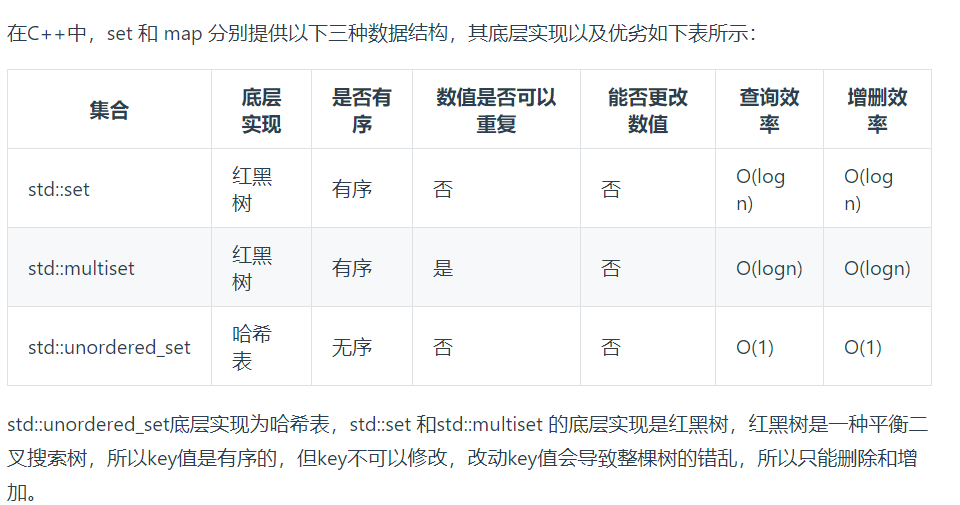 在C++中，set 和 map 分别提供以下三种数据结构，其底层实现以及优劣如下表所示：
集合 底层实现 是否有序 数值是否可以重复 能否更改数值 查询效率 增删效率
std::set 红黑树 有序 否 否 O(log n) O(log n)
std::multiset 红黑树 有序 是 否 O(logn) O(logn)
std::unordered_set 哈希表 无序 否 否 O(1) O(1)
std::unordered_set底层实现为哈希表，std::set 和std::multiset 的底层实现是红黑树，红黑树是一种平衡二
叉搜索树，所以key值是有序的，但key不可以修改，改动key值会导致整棵树的错乱，所以只能删除和增
加。